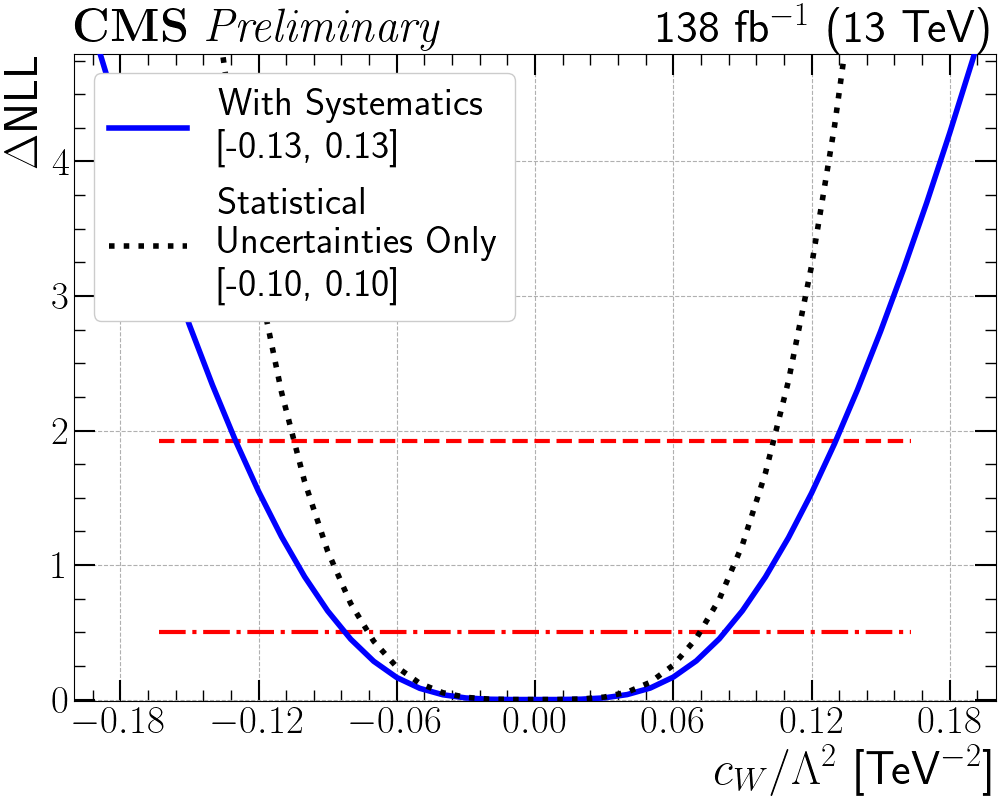 CMS Preliminary 138 fb⁻¹ (13 TeV)
ΔNLL
With Systematics
[-0.13, 0.13]
Statistical
Uncertainties Only
[-0.10, 0.10]
4
3
2
1
0
−0.18 −0.12 −0.06 0.00 0.06 0.12 0.18
c_W/Λ² [TeV⁻²]